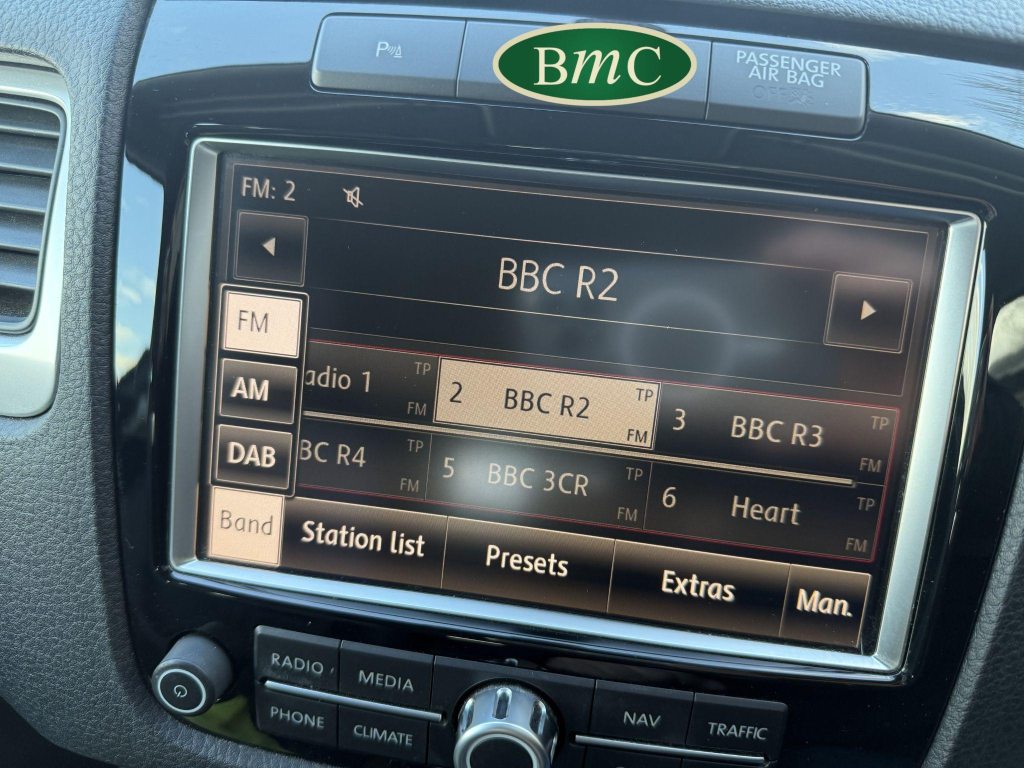 P
BmC
PASSENGER
AIR BAG
OFF
FM: 2
BBC R2
FM
AM
DAB
Band
adio 1 TP FM
2 BBC R2 TP FM
3 BBC R3 TP FM
BC R4 TP FM
5 BBC 3CR TP FM
6 Heart TP FM
Station list
Presets
Extras
Man.
RADIO
MEDIA
PHONE
CLIMATE
NAV
TRAFFIC